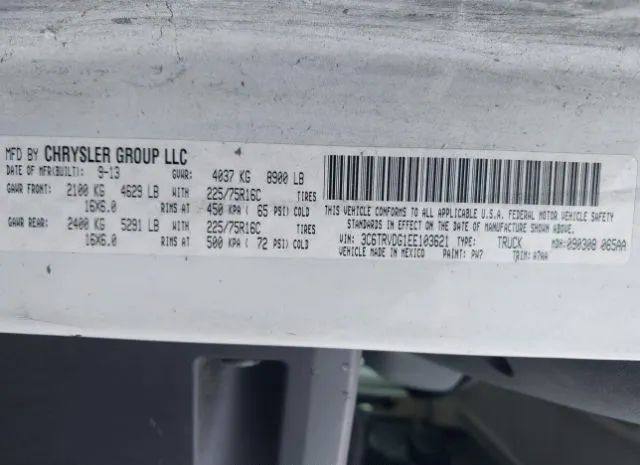 MFD BY CHRYSLER GROUP LLC
DATE OF MFR(BUILT): 9-13 GVWR: 4037 KG 8900 LB
GAWR FRONT: 2100 KG 4629 LB WITH 225/75R16C TIRES
16X6.0 RIMS AT 450 KPA ( 65 PSI) COLD
GAWR REAR: 2400 KG 5291 LB WITH 225/75R16C TIRES
16X6.0 RIMS AT 500 KPA ( 72 PSI) COLD
THIS VEHICLE CONFORMS TO ALL APPLICABLE U.S.A. FEDERAL MOTOR VEHICLE SAFETY
STANDARDS IN EFFECT ON THE DATE OF MANUFACTURE SHOWN ABOVE.
VIN: 3C6TRVDG1EE103621 TYPE: TRUCK MDH: 090308 085AA
VEHICLE MADE IN MEXICO PAINT: PW7 TRIM: A7AA